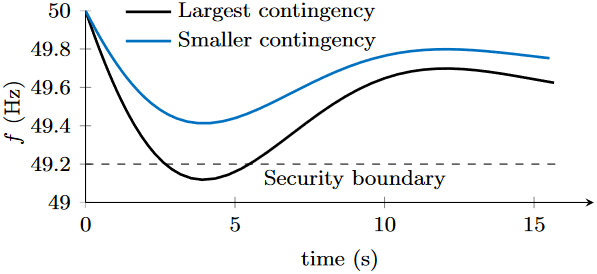 Largest contingency
Smaller contingency
50
49.8
49.6
49.4
49.2
49
f (Hz)
Security boundary
0
5
10
15
time (s)